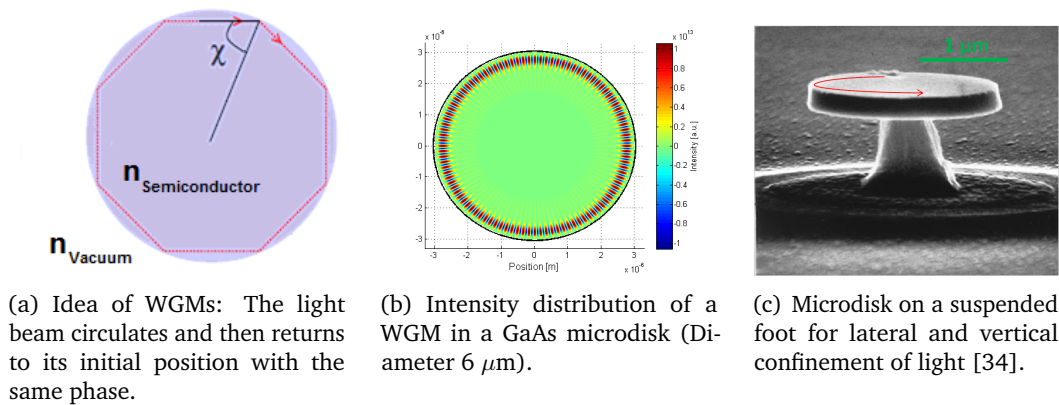 χ
n Semiconductor
n Vacuum
x 10⁻⁶
3
2
1
0
-1
-2
-3
-3 -2 -1 0 1 2 3
Position [m]
x 10⁻⁶
x 10¹³
1
0.8
0.6
0.4
0.2
0
-0.2
-0.4
-0.6
-0.8
-1
Intensity [a.u.]
1 µm
(a) Idea of WGMs: The light
beam circulates and then returns
to its initial position with the
same phase.
(b) Intensity distribution of a
WGM in a GaAs microdisk (Di-
ameter 6 µm).
(c) Microdisk on a suspended
foot for lateral and vertical
confinement of light [34].